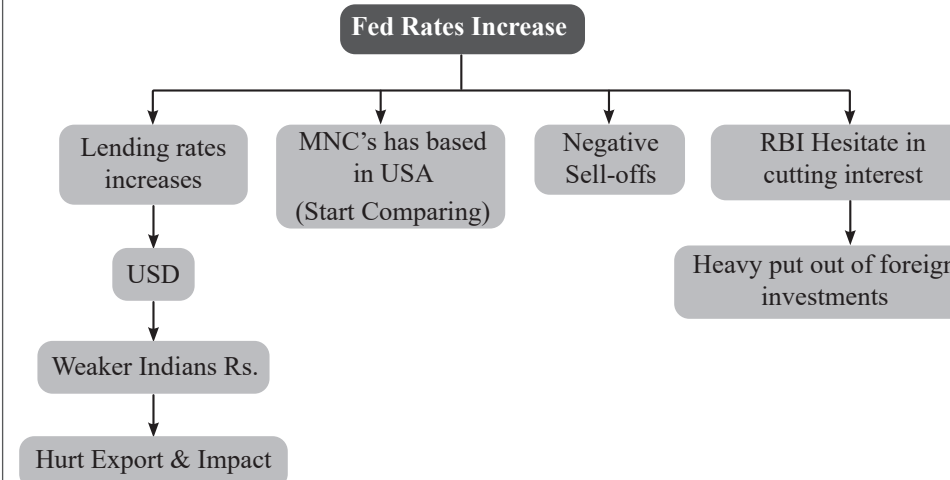 Fed Rates Increase
Lending rates
increases
MNC’s has based
in USA
(Start Comparing)
Negative
Sell-offs
RBI Hesitate in
cutting interest
USD
Heavy put out of foreign
investments
Weaker Indians Rs.
Hurt Export & Impact